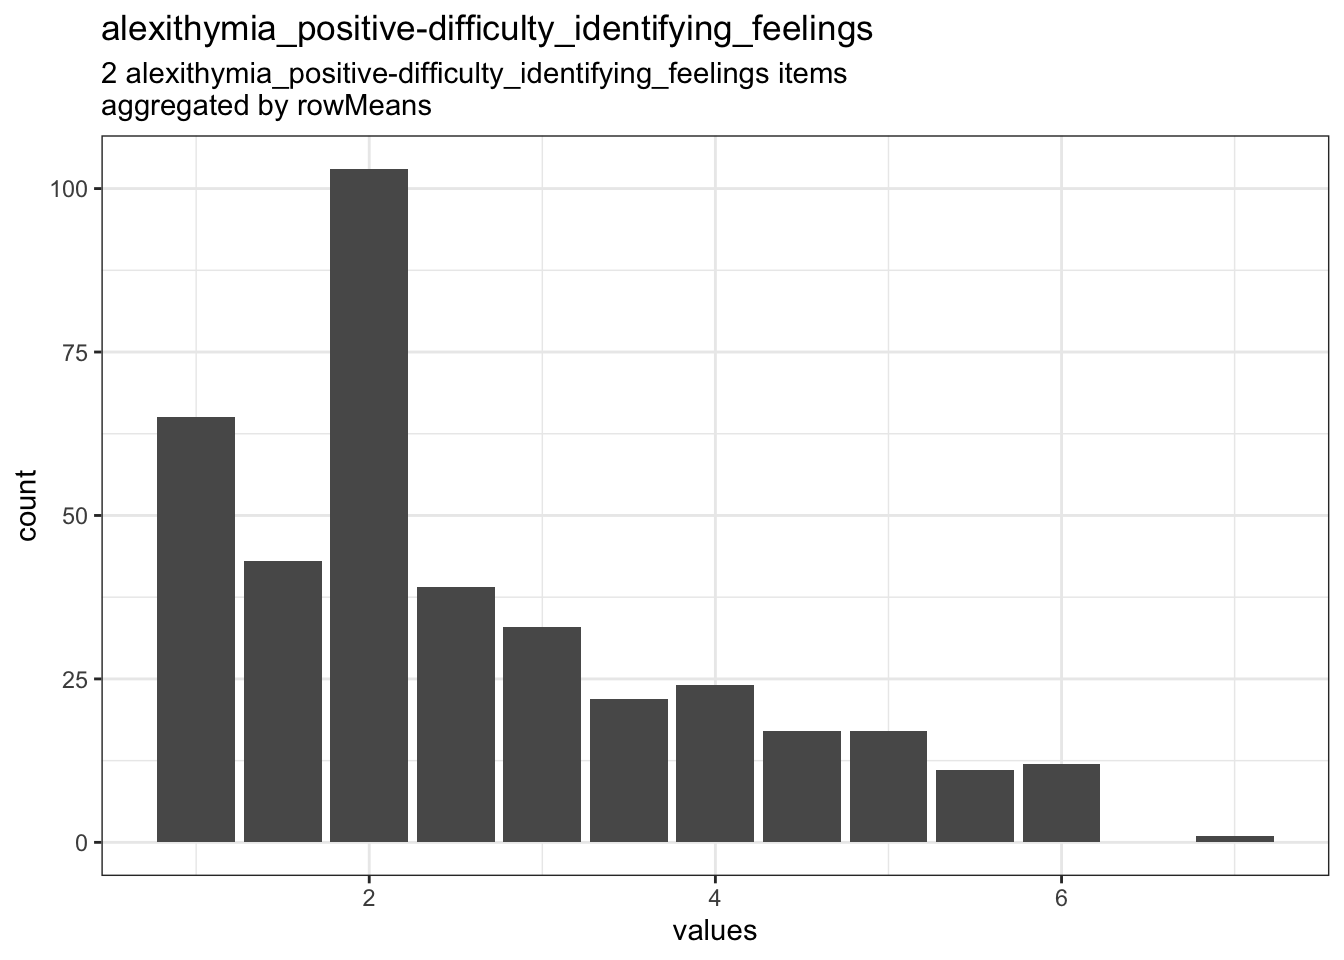 alexithymia_positive-difficulty_identifying_feelings
2 alexithymia_positive-difficulty_identifying_feelings items
aggregated by rowMeans
100
75
50
25
0
count
2
4
6
values